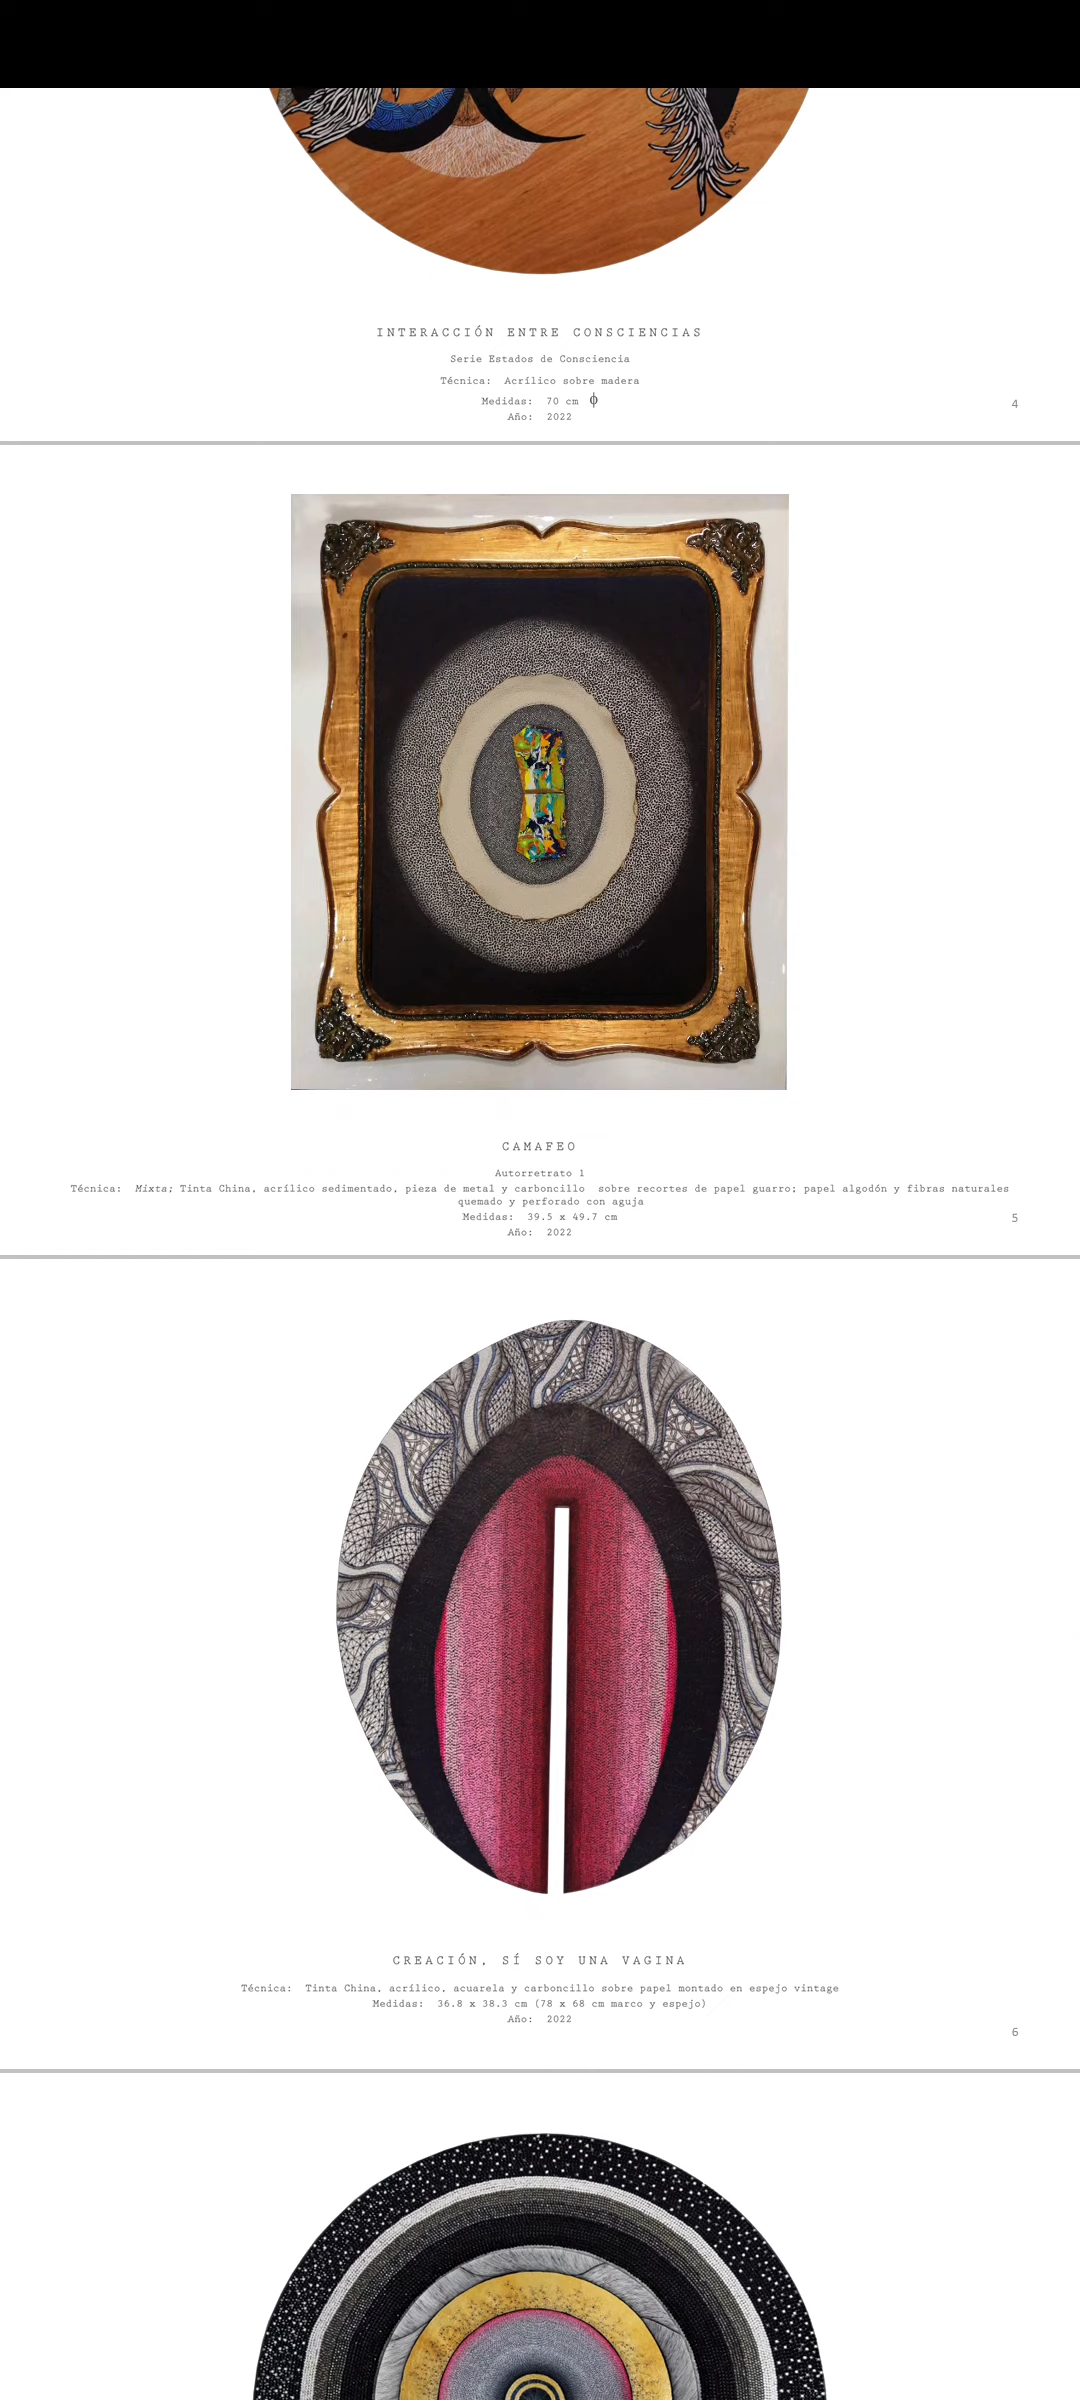 INTERACCIÓN ENTRE CONSCIENCIAS
Serie Estados de Consciencia
Técnica: Acrílico sobre madera
Medidas: 70 cm ϕ
Año: 2022
4
CAMAFEO
Autorretrato 1
Técnica: Mixta; Tinta China, acrílico sedimentado, pieza de metal y carboncillo sobre recortes de papel guarro; papel algodón y fibras naturales
quemado y perforado con aguja
Medidas: 39.5 x 49.7 cm
Año: 2022
5
CREACIÓN, SÍ SOY UNA VAGINA
Técnica: Tinta China, acrílico, acuarela y carboncillo sobre papel montado en espejo vintage
Medidas: 36.8 x 38.3 cm (78 x 68 cm marco y espejo)
Año: 2022
6